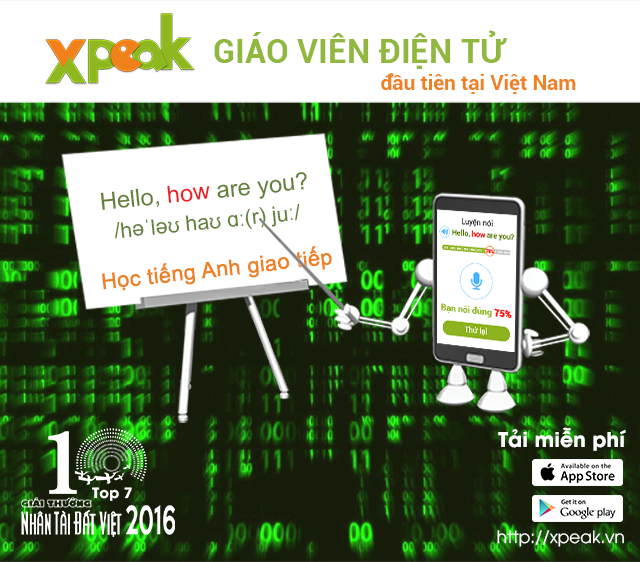 xpeak
GIÁO VIÊN ĐIỆN TỬ
đầu tiên tại Việt Nam
Hello, how are you?
/həˈləʊ haʊ ɑː(r) juː/
Học tiếng Anh giao tiếp
Luyện nói
Hello, how are you?
75%
Bạn nói đúng 75%
Thử lại
10
Top 7
GIẢI THƯỞNG
NHÂN TÀI ĐẤT VIỆT 2016
Tải miễn phí
Available on the
App Store
Get it on
Google play
http://xpeak.vn